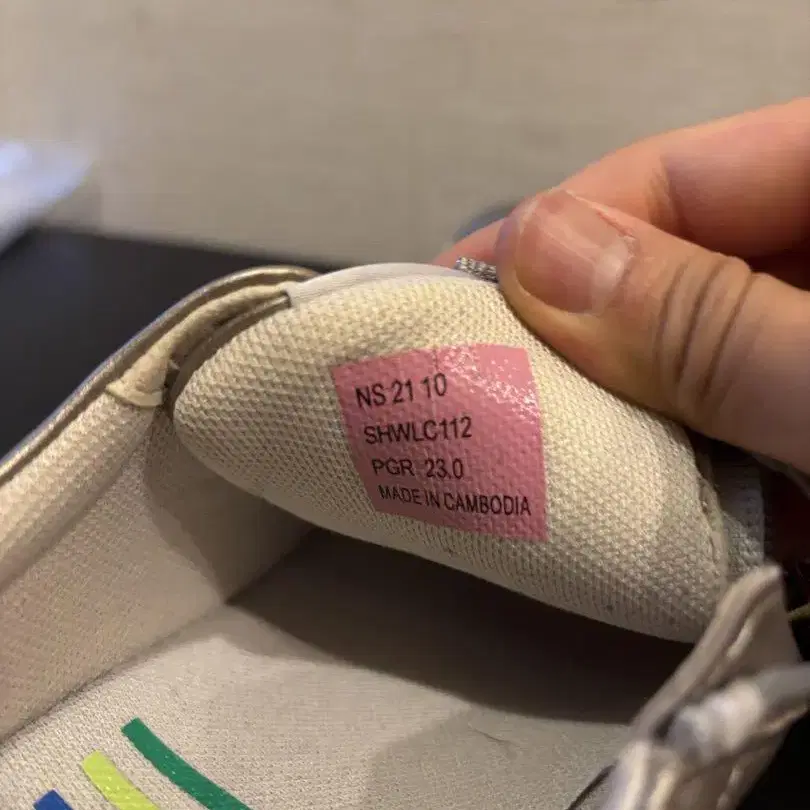 NS 21 10
SHWLC112
PGR 23.0
MADE IN CAMBODIA